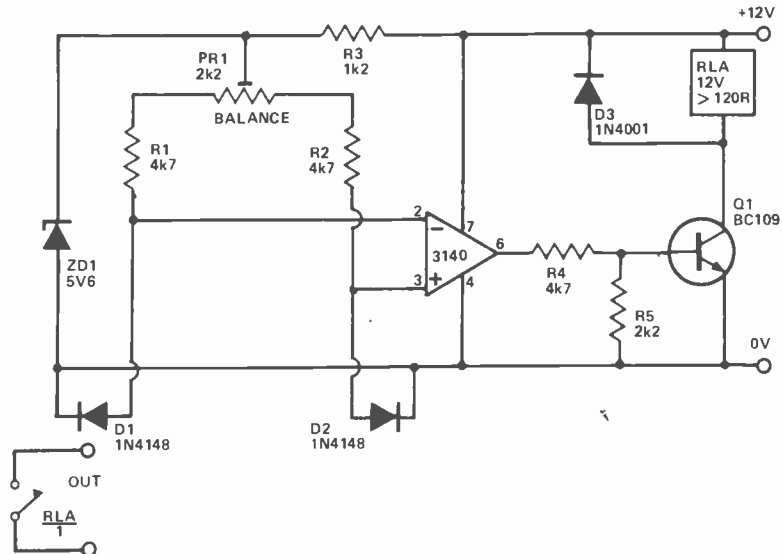 +12V
PR1
2k2
R3
1k2
BALANCE
RLA
12V
> 120R
D3
1N4001
R1
4k7
R2
4k7
Q1
BC109
2
7
−
3140
6
+
3
4
ZD1
5V6
R4
4k7
R5
2k2
0V
D1
1N4148
D2
1N4148
OUT
RLA
1